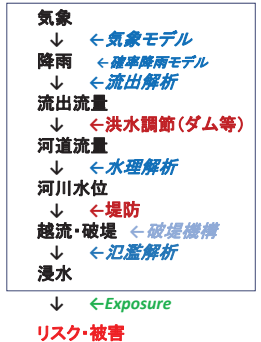 気象
↓ ←気象モデル
降雨 ←確率降雨モデル
↓ ←流出解析
流出流量
↓ ←洪水調節(ダム等)
河道流量
↓ ←水理解析
河川水位
↓ ←堤防
越流・破堤 ←破堤機構
↓ ←氾濫解析
浸水
↓ ←Exposure
リスク・被害